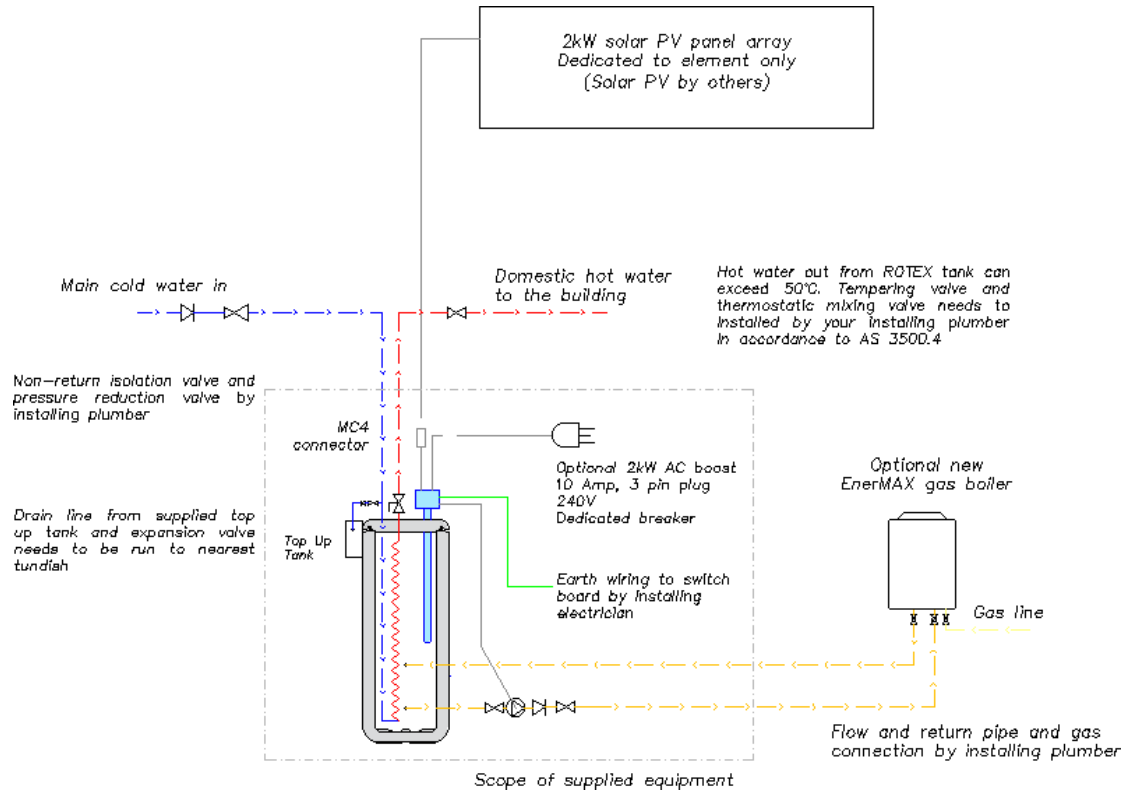 2kW solar PV panel array
Dedicated to element only
(Solar PV by others)
Main cold water in
Domestic hot water
to the building
Hot water out from ROTEX tank can
exceed 50°C. Tempering valve and
thermostatic mixing valve needs to
installed by your installing plumber
in accordance to AS 3500.4
Non-return isolation valve and
pressure reduction valve by
installing plumber
MC4
connector
Optional 2kW AC boost
10 Amp, 3 pin plug
240V
Dedicated breaker
Optional new
EnerMAX gas boiler
Drain line from supplied top
up tank and expansion valve
needs to be run to nearest
tundish
Top Up
Tank
Earth wiring to switch
board by installing
electrician
Gas line
Flow and return pipe and gas
connection by installing plumber
Scope of supplied equipment